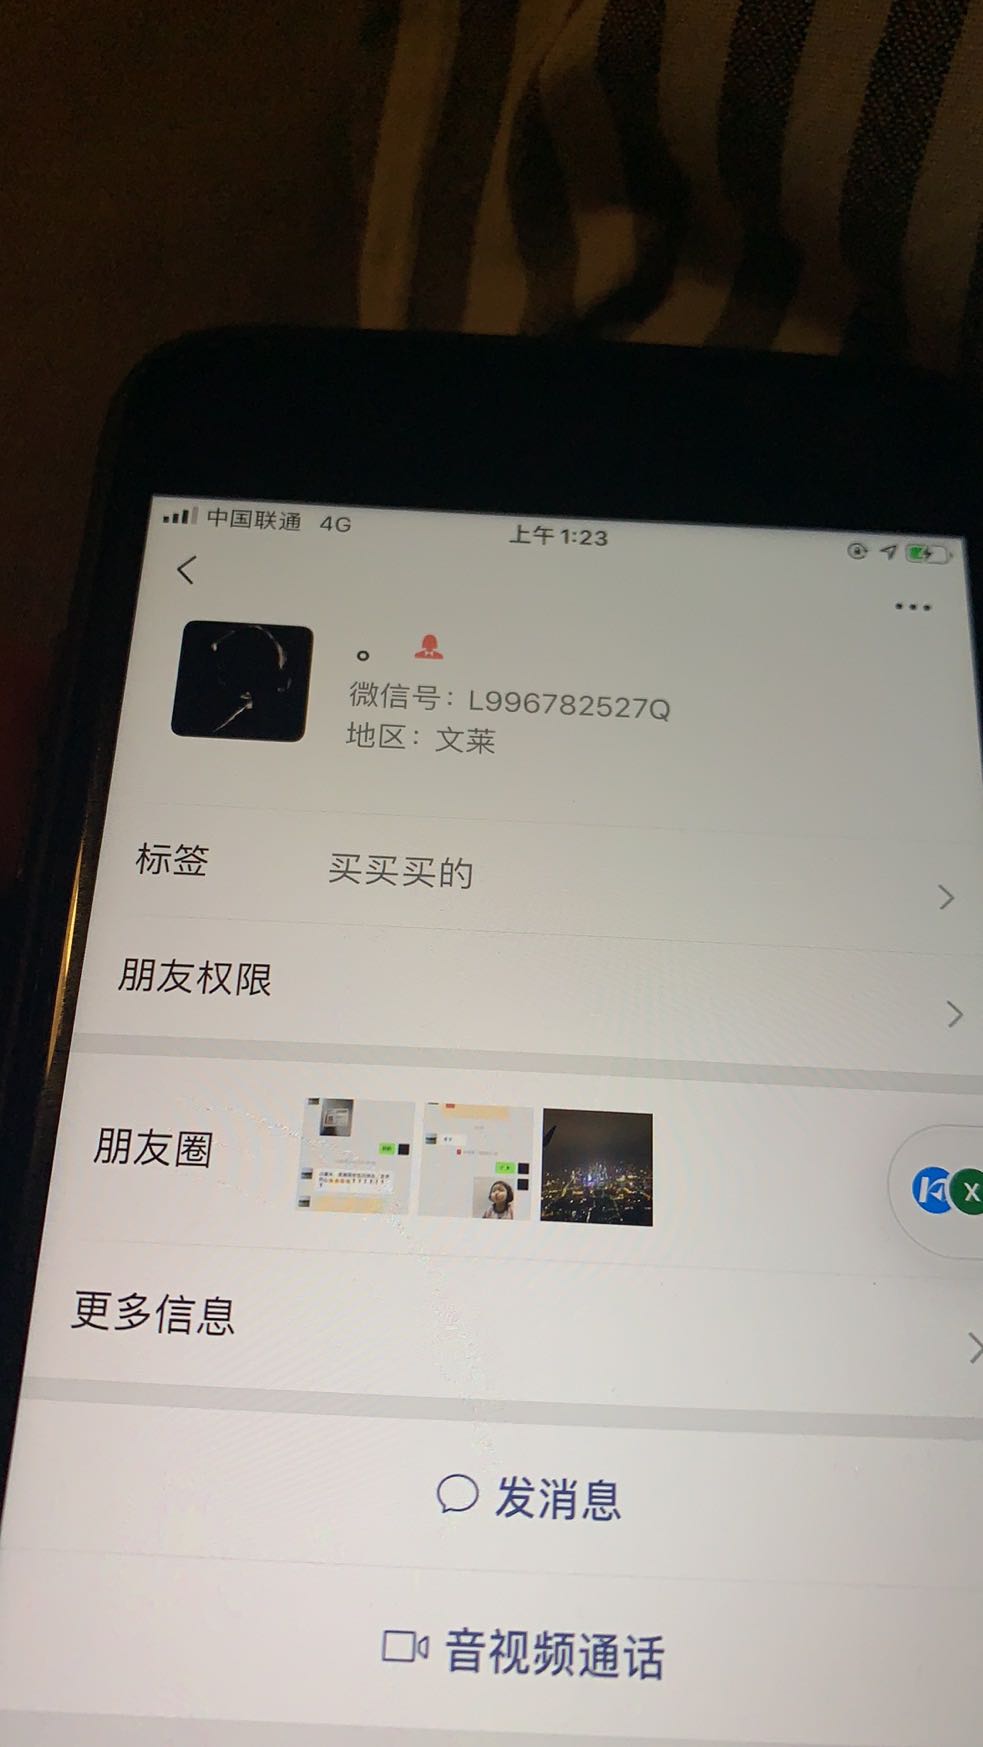 中国联通 4G
上午1:23
。
微信号：L996782527Q
地区：文莱
标签 买买买的
朋友权限
朋友圈
X
更多信息
发消息
音视频通话